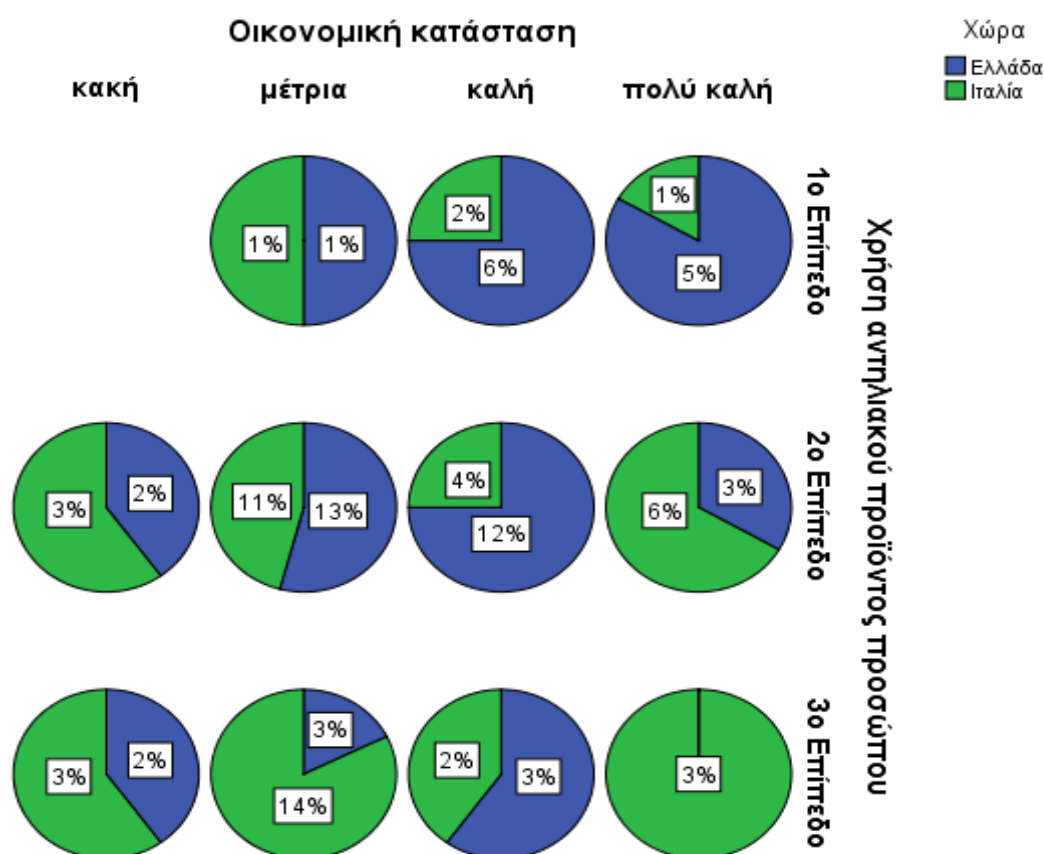 Οικονομική κατάσταση
κακή μέτρια καλή πολύ καλή
Χώρα
Ελλάδα
Ιταλία
1% 1% 2% 6% 1% 5%
1ο Επίπεδο
3% 2% 11% 13% 4% 12% 6% 3%
2ο Επίπεδο
3% 2% 3% 14% 2% 3% 3%
3ο Επίπεδο
Χρήση αντηλιακού προϊόντος προσώπου